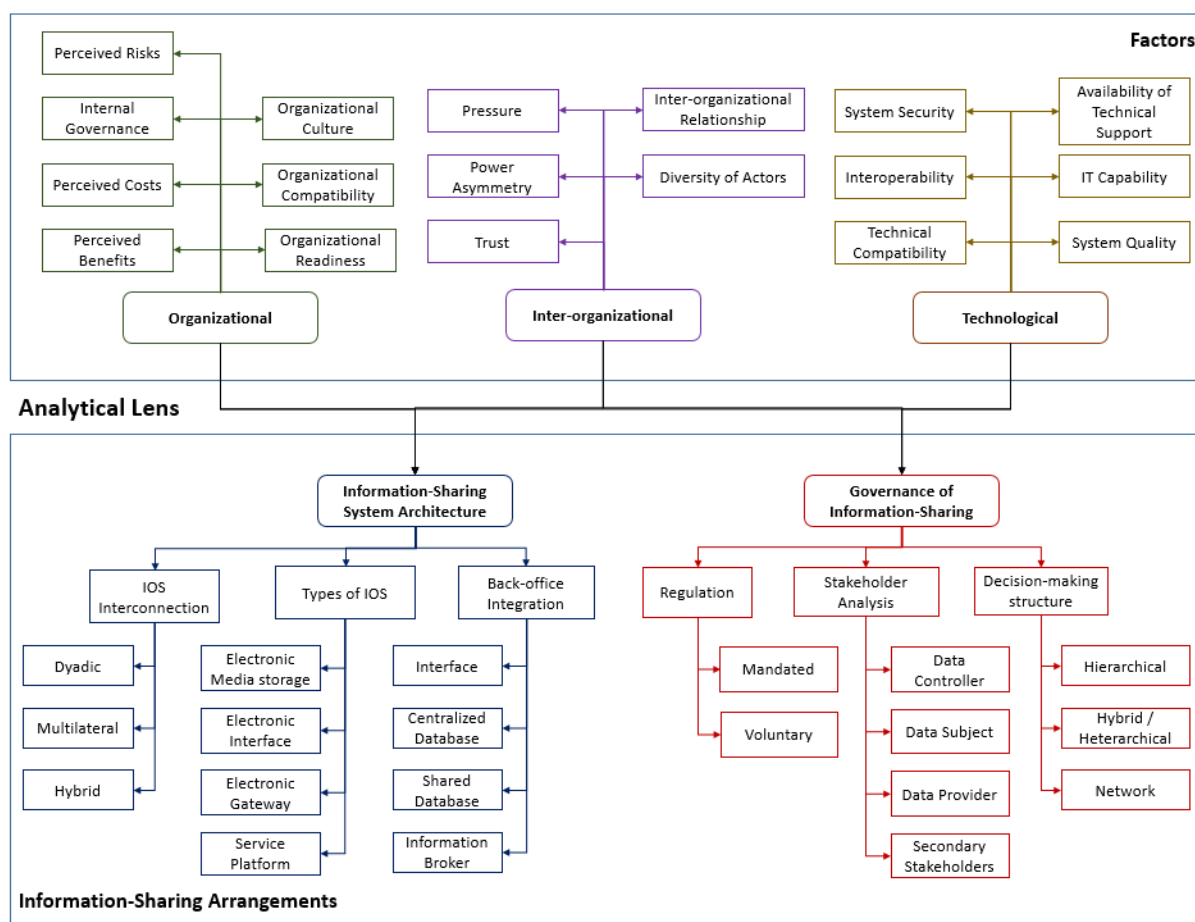 Factors
Perceived Risks
Internal
Governance
Organizational
Culture
Perceived Costs
Organizational
Compatibility
Perceived
Benefits
Organizational
Readiness
Organizational
Pressure
Inter-organizational
Relationship
Power
Asymmetry
Diversity of Actors
Trust
Inter-organizational
System Security
Availability of
Technical
Support
Interoperability
IT Capability
Technical
Compatibility
System Quality
Technological
Analytical Lens
Information-Sharing
System Architecture
IOS
Interconnection
Dyadic
Multilateral
Hybrid
Types of IOS
Electronic
Media storage
Electronic
Interface
Electronic
Gateway
Service
Platform
Back-office
Integration
Interface
Centralized
Database
Shared
Database
Information
Broker
Governance of
Information-Sharing
Regulation
Mandated
Voluntary
Stakeholder
Analysis
Data
Controller
Data Subject
Data Provider
Secondary
Stakeholders
Decision-making
structure
Hierarchical
Hybrid /
Heterarchical
Network
Information-Sharing Arrangements